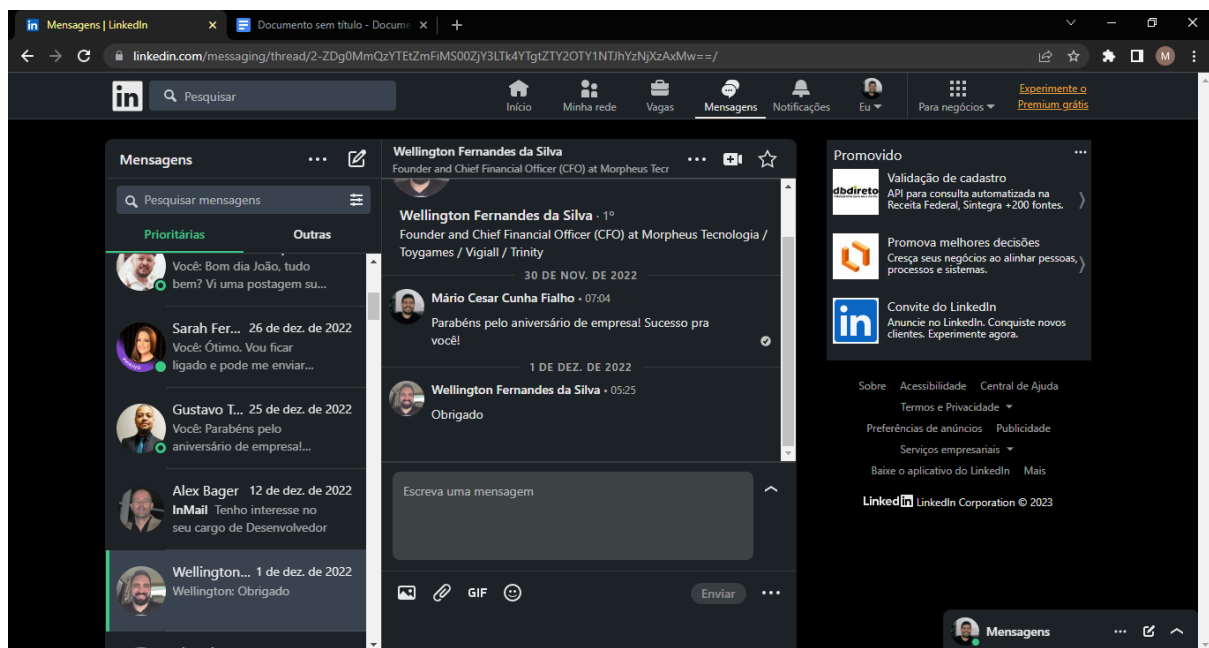 Mensagens | LinkedIn
Documento sem título - Docume
linkedin.com/messaging/thread/2-ZDg0MmQzYTEtZmFiMS00ZjY3LTk4YTgtZTY2OTY1NTJhYzNjXzAxMw==/
M
in
Pesquisar
Início
Minha rede
Vagas
Mensagens
Notificações
Eu
Para negócios
Experimente o
Premium grátis
Mensagens
Pesquisar mensagens
Prioritárias
Outras
Você: Bom dia João, tudo
bem? Vi uma postagem su...
Sarah Fer... 26 de dez. de 2022
Você: Ótimo. Vou ficar
ligado e pode me enviar...
Gustavo T... 25 de dez. de 2022
Você: Parabéns pelo
aniversário de empresa!...
Alex Bager 12 de dez. de 2022
InMail Tenho interesse no
seu cargo de Desenvolvedor
Wellington... 1 de dez. de 2022
Wellington: Obrigado
Wellington Fernandes da Silva
Founder and Chief Financial Officer (CFO) at Morpheus Tecr
Wellington Fernandes da Silva · 1º
Founder and Chief Financial Officer (CFO) at Morpheus Tecnologia /
Toygames / Vigiall / Trinity
30 DE NOV. DE 2022
Mário Cesar Cunha Fialho • 07:04
Parabéns pelo aniversário de empresa! Sucesso pra
você!
1 DE DEZ. DE 2022
Wellington Fernandes da Silva • 05:25
Obrigado
Escreva uma mensagem
GIF
Enviar
Promovido
dbdireto
Validação de cadastro
API para consulta automatizada na
Receita Federal, Sintegra +200 fontes.
Promova melhores decisões
Cresça seus negócios ao alinhar pessoas,
processos e sistemas.
in
Convite do LinkedIn
Anuncie no LinkedIn. Conquiste novos
clientes. Experimente agora.
Sobre Acessibilidade Central de Ajuda
Termos e Privacidade
Preferências de anúncios Publicidade
Serviços empresariais
Baixe o aplicativo do LinkedIn Mais
Linked in LinkedIn Corporation © 2023
Mensagens